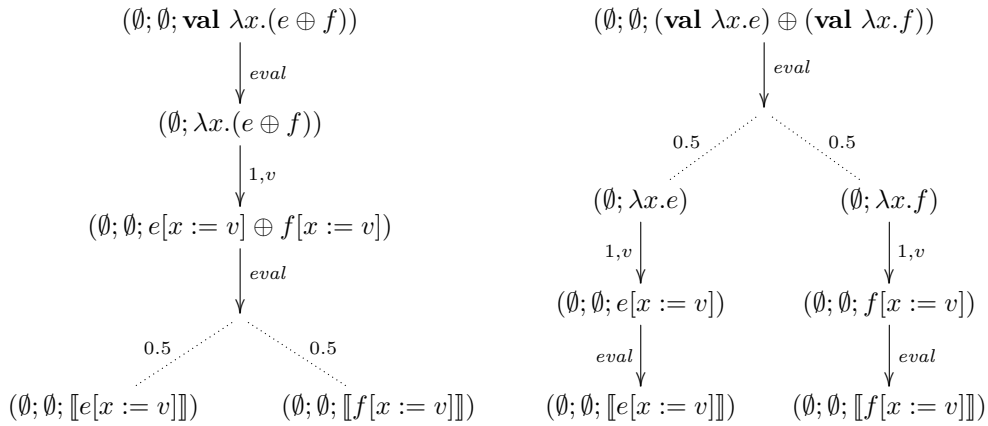 (∅; ∅; val λx.(e ⊕ f))
eval
(∅; λx.(e ⊕ f))
1,v
(∅; ∅; e[x := v] ⊕ f[x := v])
eval
0.5 0.5
(∅; ∅; ⟦e[x := v]⟧) (∅; ∅; ⟦f[x := v]⟧)
(∅; ∅; (val λx.e) ⊕ (val λx.f))
eval
0.5 0.5
(∅; λx.e) (∅; λx.f)
1,v 1,v
(∅; ∅; e[x := v]) (∅; ∅; f[x := v])
eval eval
(∅; ∅; ⟦e[x := v]⟧) (∅; ∅; ⟦f[x := v]⟧)